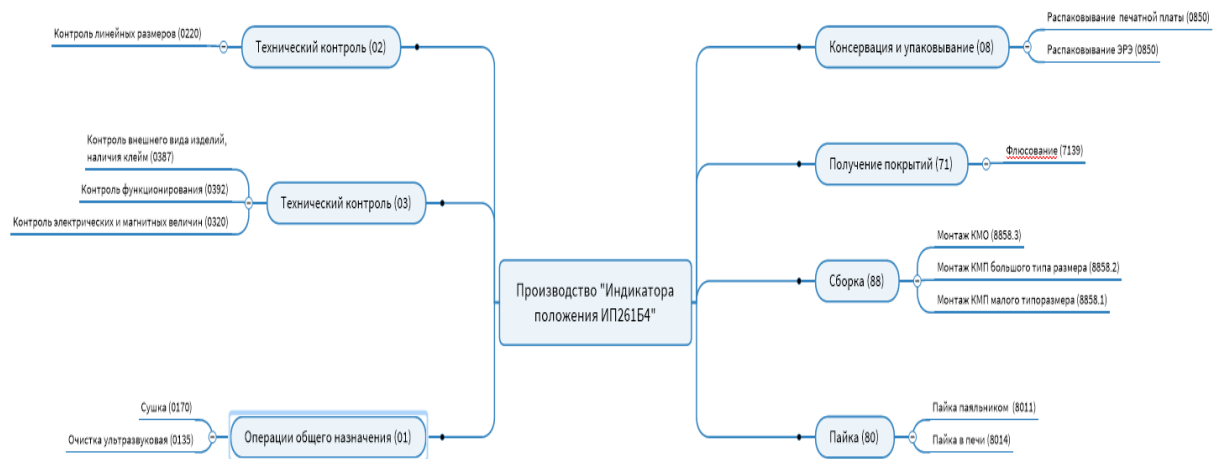 Контроль линейных размеров (0220)
Технический контроль (02)
Контроль внешнего вида изделий,
наличия клейм (0387)
Контроль функционирования (0392)
Контроль электрических и магнитных величин (0320)
Технический контроль (03)
Сушка (0170)
Очистка ультразвуковая (0135)
Операции общего назначения (01)
Производство "Индикатора
положения ИП261Б4"
Консервация и упаковывание (08)
Распаковывание печатной платы (0850)
Распаковывание ЭРЭ (0850)
Получение покрытий (71)
Флюсование (7139)
Сборка (88)
Монтаж КМО (8858.3)
Монтаж КМП большого типа размера (8858.2)
Монтаж КМП малого типоразмера (8858.1)
Пайка (80)
Пайка паяльником (8011)
Пайка в печи (8014)